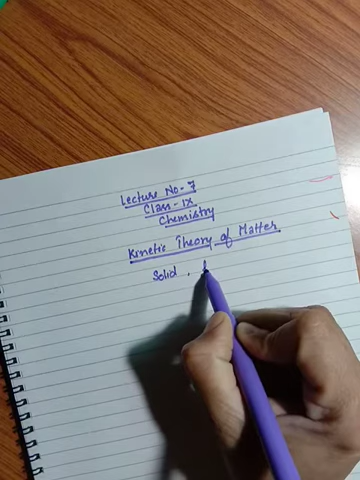 Lecture No-7
Class-IX
Chemistry
Kinetic Theory of Matter
Solid,